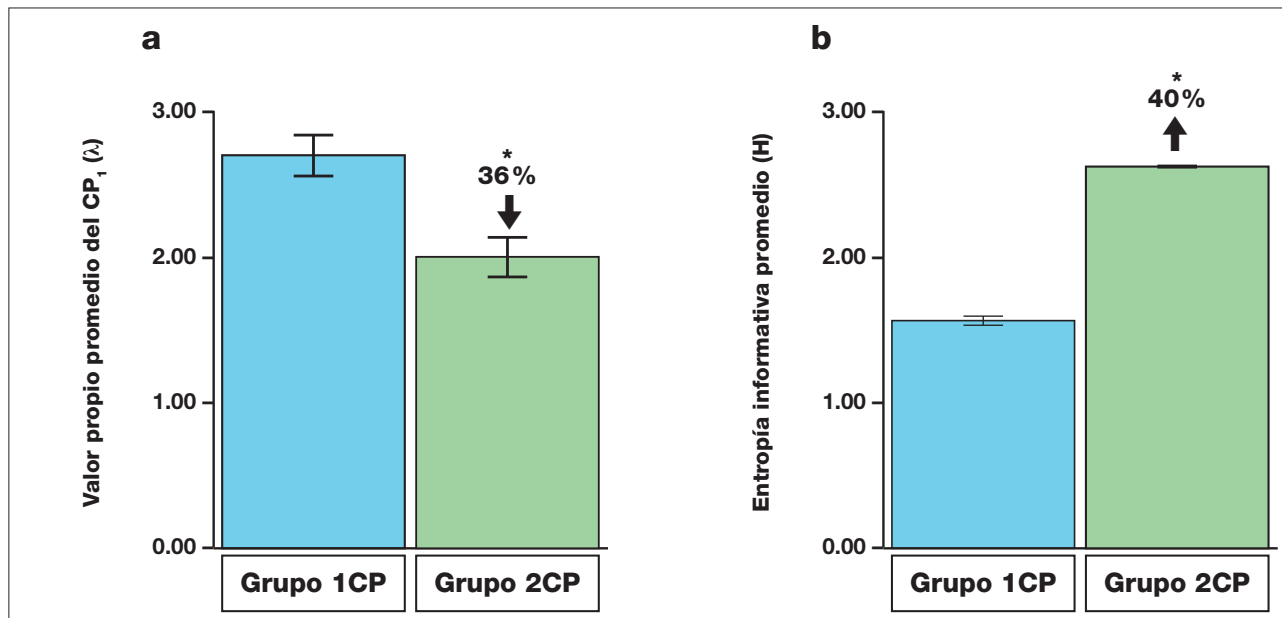 a
Valor propio promedio del CP₁ (λ)
3.00
2.00
1.00
0.00
*
36%
Grupo 1CP
Grupo 2CP
b
Entropía informativa promedio (H)
3.00
2.00
1.00
0.00
*
40%
Grupo 1CP
Grupo 2CP